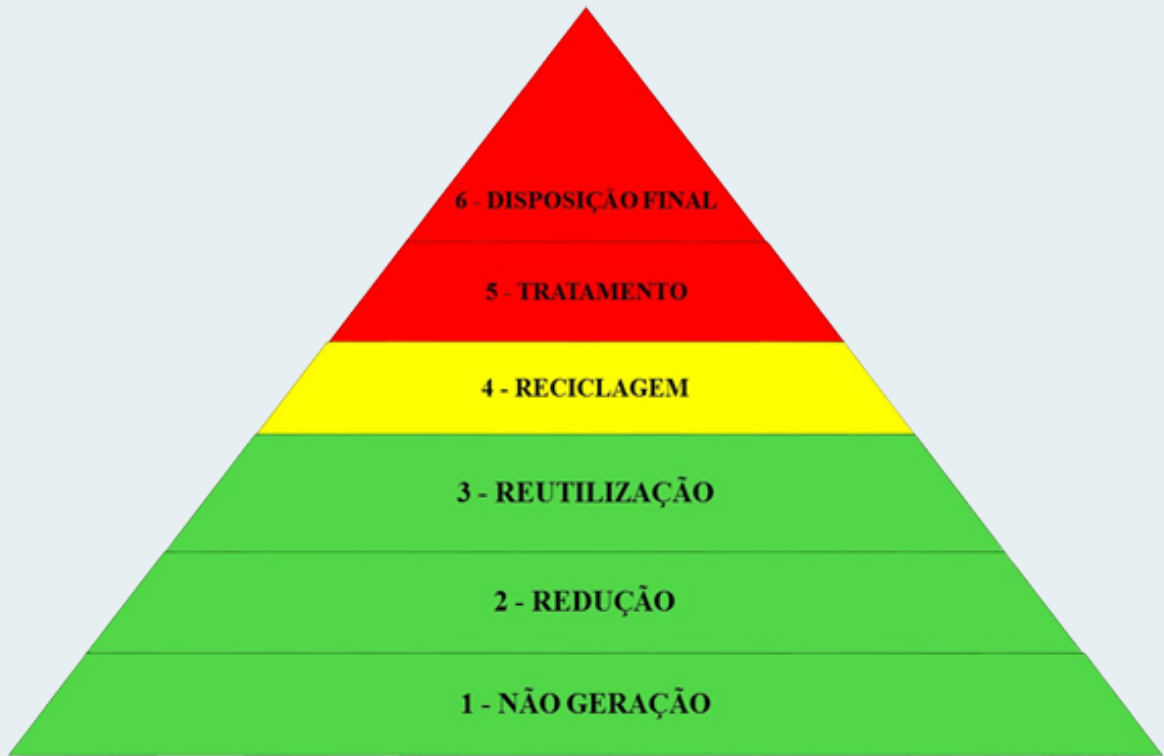 6 - DISPOSIÇÃO FINAL
5 - TRATAMENTO
4 - RECICLAGEM
3 - REUTILIZAÇÃO
2 - REDUÇÃO
1 - NÃO GERAÇÃO